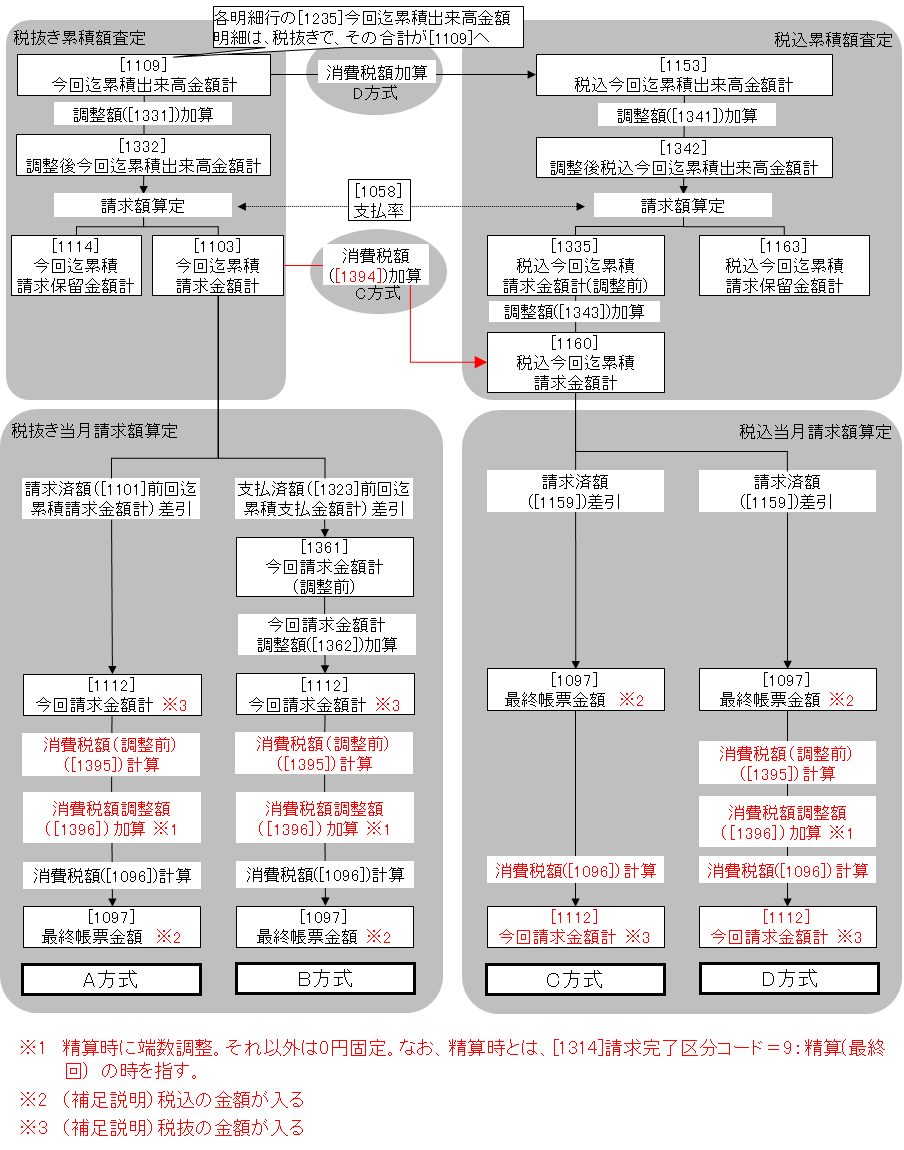 各明細行の[1235]今回迄累積出来高金額
明細は、税抜きで、その合計が[1109]へ
税抜き累積額査定
[1109]
今回迄累積出来高金額計
調整額([1331])加算
[1332]
調整後今回迄累積出来高金額計
請求額算定
[1114]
今回迄累積
請求保留金額計
[1103]
今回迄累積
請求金額計
消費税額加算
D方式
[1058]
支払率
消費税額
([1394])加算
C方式
税込累積額査定
[1153]
税込今回迄累積出来高金額計
調整額([1341])加算
[1342]
調整後税込今回迄累積出来高金額計
請求額算定
[1335]
税込今回迄累積
請求金額計(調整前)
[1163]
税込今回迄累積
請求保留金額計
調整額([1343])加算
[1160]
税込今回迄累積
請求金額計
税抜き当月請求額算定
請求済額([1101]前回迄
累積請求金額計)差引
[1112]
今回請求金額計 ※3
消費税額(調整前)
([1395])計算
消費税額調整額
([1396])加算 ※1
消費税額([1096])計算
[1097]
最終帳票金額 ※2
A方式
支払済額([1323]前回迄
累積支払金額計)差引
[1361]
今回請求金額計
(調整前)
今回請求金額計
調整額([1362])加算
[1112]
今回請求金額計 ※3
消費税額(調整前)
([1395])計算
消費税額調整額
([1396])加算 ※1
消費税額([1096])計算
[1097]
最終帳票金額 ※2
B方式
税込当月請求額算定
請求済額
([1159])差引
[1097]
最終帳票金額 ※2
消費税額([1096])計算
[1112]
今回請求金額計 ※3
C方式
請求済額
([1159])差引
[1097]
最終帳票金額 ※2
消費税額(調整前)
([1395])計算
消費税額調整額
([1396])加算 ※1
消費税額([1096])計算
[1112]
今回請求金額計 ※3
D方式
※1 精算時に端数調整。それ以外は0円固定。なお、精算時とは、[1314]請求完了区分コード=9:精算(最終
回)の時を指す。
※2 (補足説明)税込の金額が入る
※3 (補足説明)税抜の金額が入る